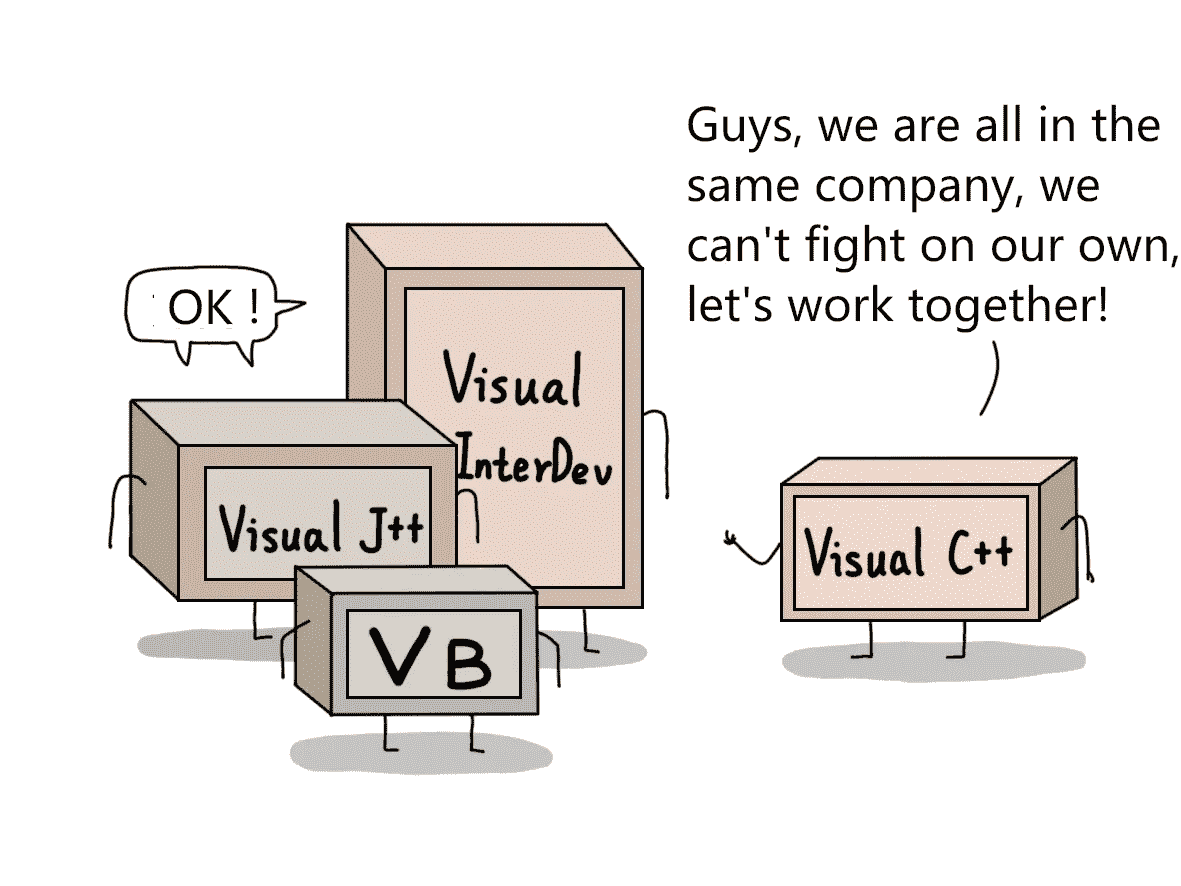 Guys, we are all in the
same company, we
can't fight on our own,
let's work together!
OK !
Visual
InterDev
Visual J++
VB
Visual C++